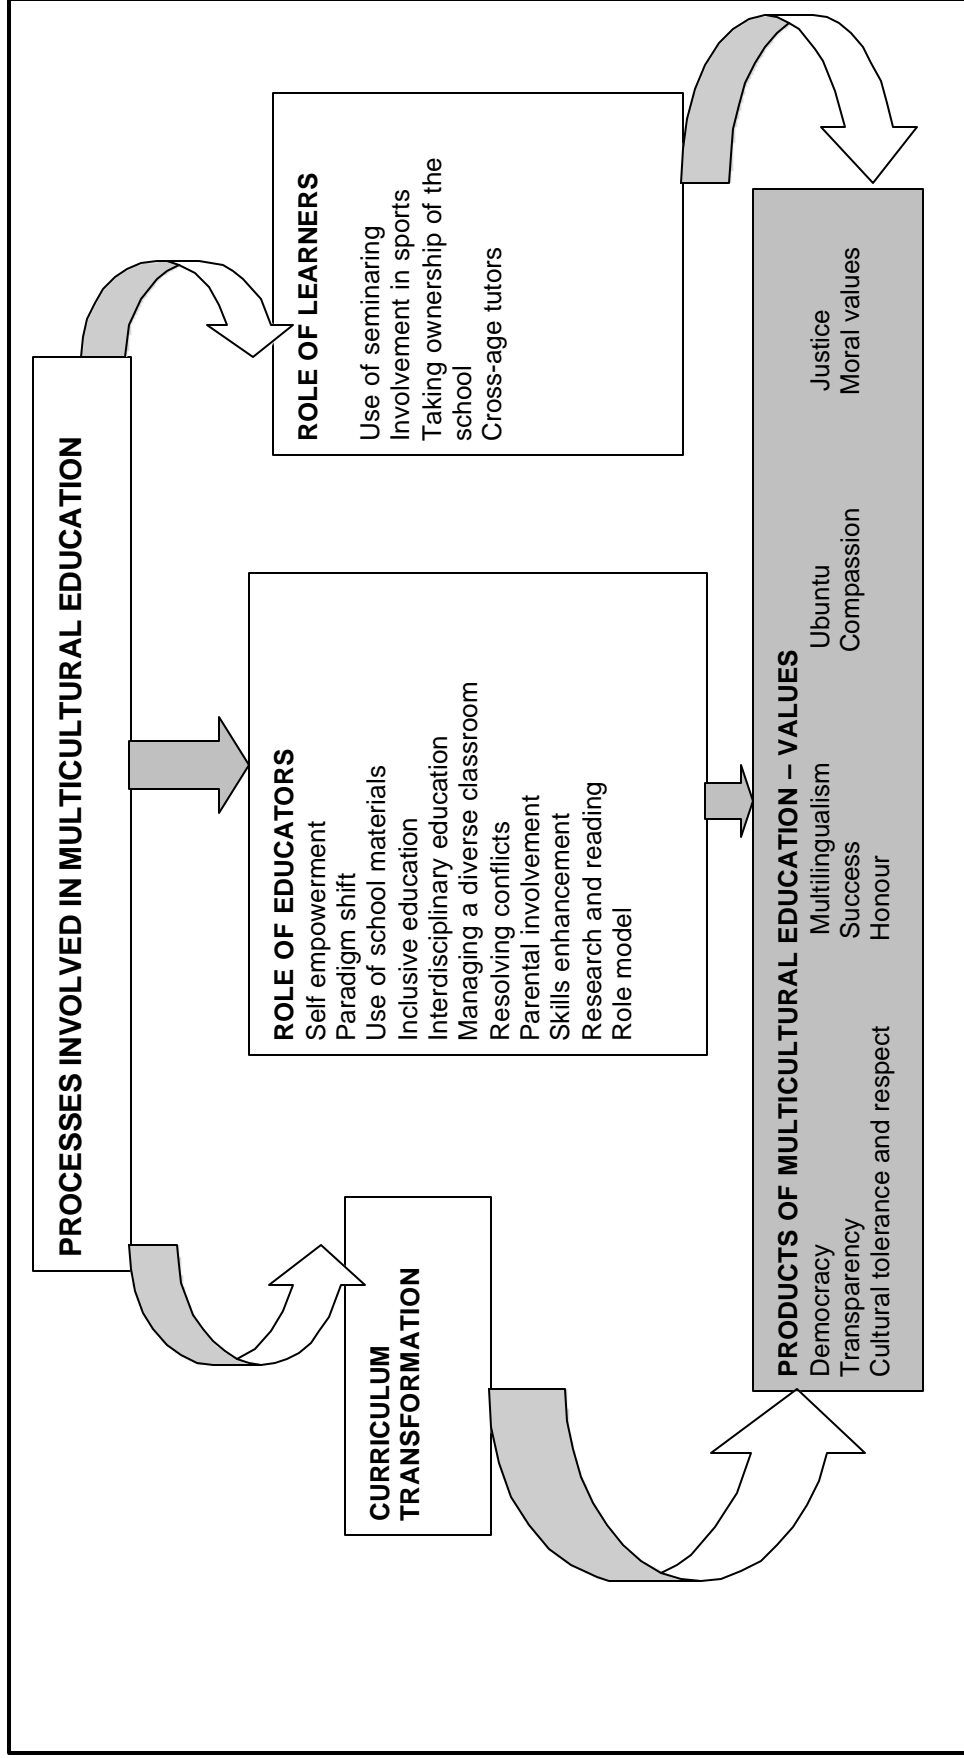 PROCESSES INVOLVED IN MULTICULTURAL EDUCATION
CURRICULUM
TRANSFORMATION
ROLE OF EDUCATORS
Self empowerment
Paradigm shift
Use of school materials
Inclusive education
Interdisciplinary education
Managing a diverse classroom
Resolving conflicts
Parental involvement
Skills enhancement
Research and reading
Role model
ROLE OF LEARNERS
Use of seminaring
Involvement in sports
Taking ownership of the
school
Cross-age tutors
PRODUCTS OF MULTICULTURAL EDUCATION – VALUES
Democracy Multilingualism Ubuntu Justice
Transparency Success Compassion Moral values
Cultural tolerance and respect Honour